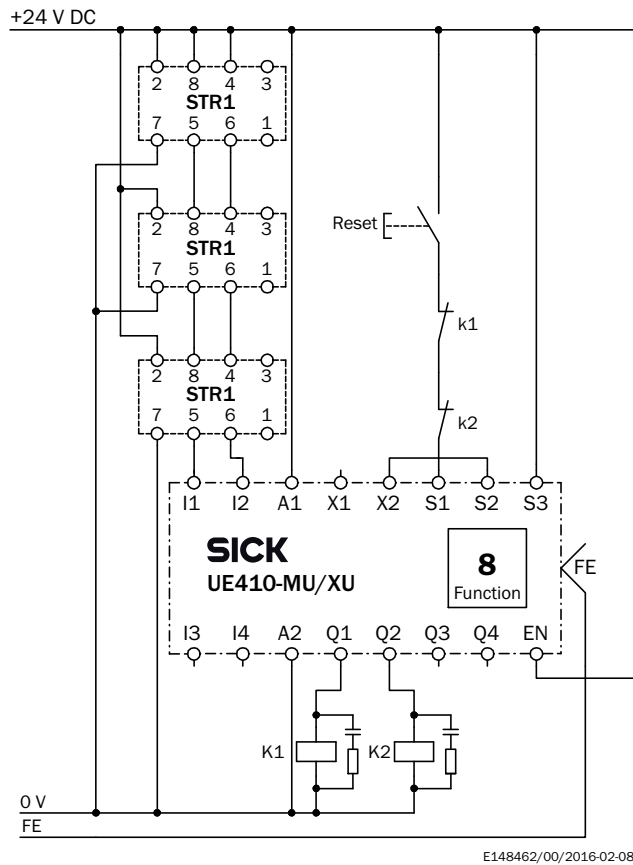 +24 V DC
2 8 4 3
STR1
7 5 6 1
2 8 4 3
STR1
7 5 6 1
2 8 4 3
STR1
7 5 6 1
Reset
k1
k2
I1 I2 A1 X1 X2 S1 S2 S3
SICK
UE410-MU/XU
8
Function
FE
I3 I4 A2 Q1 Q2 Q3 Q4 EN
K1 K2
0 V
FE
E148462/00/2016-02-08